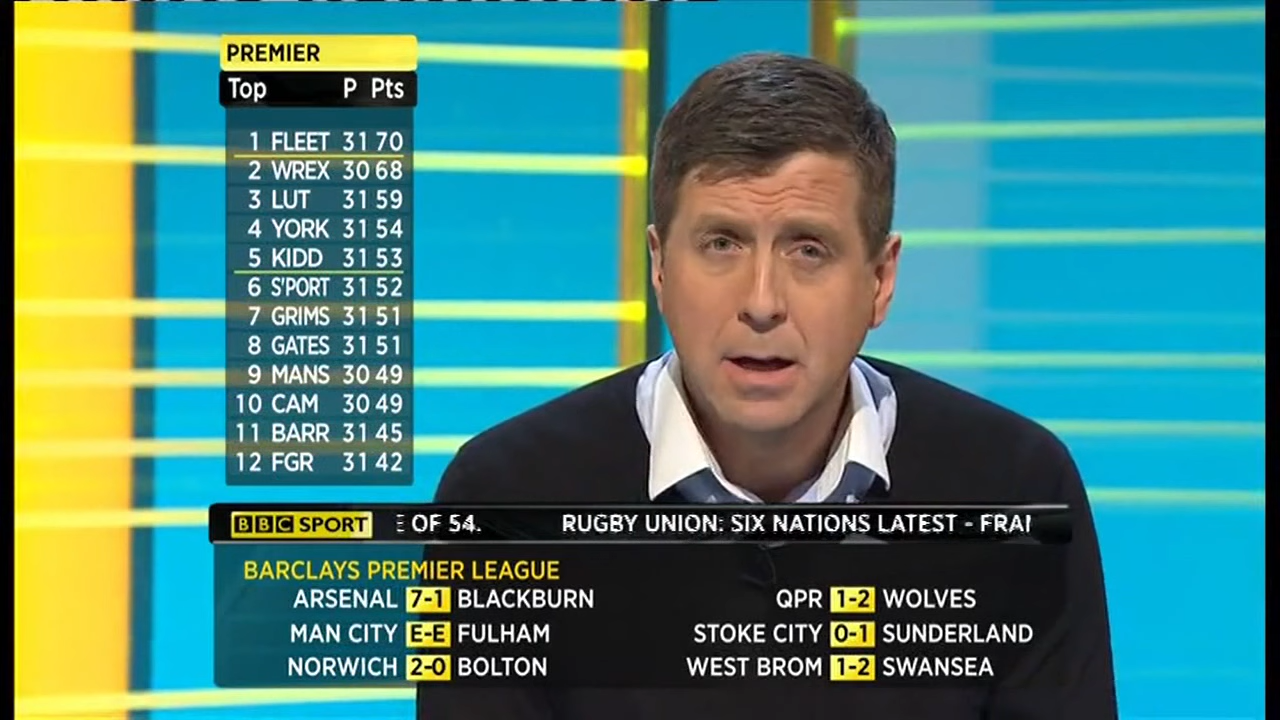 PREMIER
Top P Pts
1 FLEET 31 70
2 WREX 30 68
3 LUT 31 59
4 YORK 31 54
5 KIDD 31 53
6 S'PORT 31 52
7 GRIMS 31 51
8 GATES 31 51
9 MANS 30 49
10 CAM 30 49
11 BARR 31 45
12 FGR 31 42
BBC SPORT E OF 54. RUGBY UNION: SIX NATIONS LATEST - FRA
BARCLAYS PREMIER LEAGUE
ARSENAL 7-1 BLACKBURN QPR 1-2 WOLVES
MAN CITY E-E FULHAM STOKE CITY 0-1 SUNDERLAND
NORWICH 2-0 BOLTON WEST BROM 1-2 SWANSEA